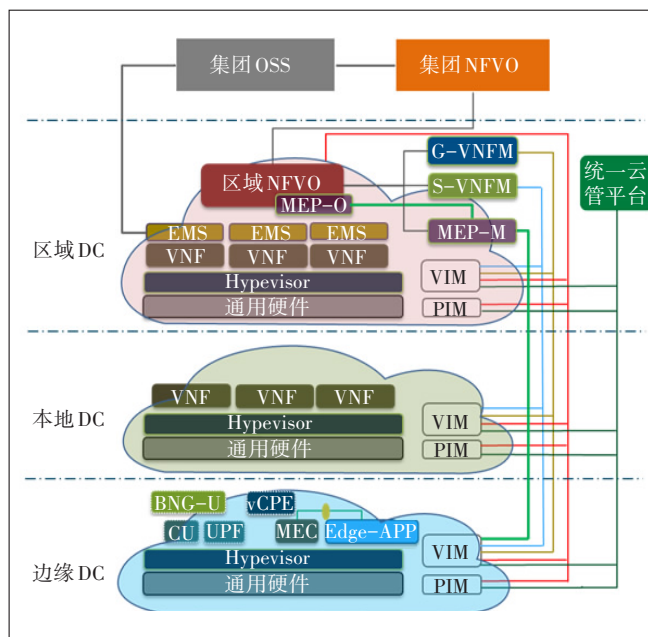 集团OSS
集团NFVO
G-VNFM
统一云
管平台
区域NFVO
S-VNFM
MEP-O
MEP-M
EMS EMS EMS
区域DC
VNF VNF VNF
VIM
Hypevisor
通用硬件
PIM
VNF VNF VNF
本地DC
VIM
Hypevisor
通用硬件
PIM
BNG-U vCPE
CU UPF MEC Edge-APP
VIM
Hypevisor
边缘DC
通用硬件
PIM